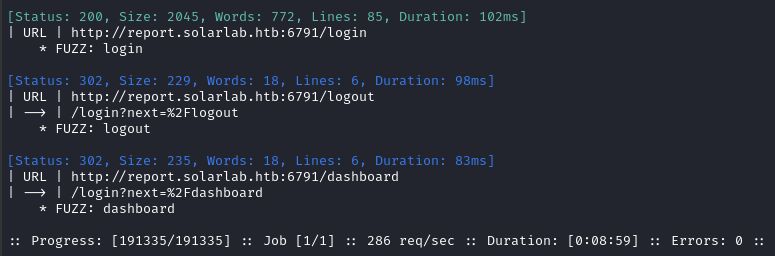 [Status: 200, Size: 2045, Words: 772, Lines: 85, Duration: 102ms]
| URL | http://report.solarlab.htb:6791/login
* FUZZ: login
[Status: 302, Size: 229, Words: 18, Lines: 6, Duration: 98ms]
| URL | http://report.solarlab.htb:6791/logout
| --> | /login?next=%2Flogout
* FUZZ: logout
[Status: 302, Size: 235, Words: 18, Lines: 6, Duration: 83ms]
| URL | http://report.solarlab.htb:6791/dashboard
| --> | /login?next=%2Fdashboard
* FUZZ: dashboard
:: Progress: [191335/191335] :: Job [1/1] :: 286 req/sec :: Duration: [0:08:59] :: Errors: 0 ::